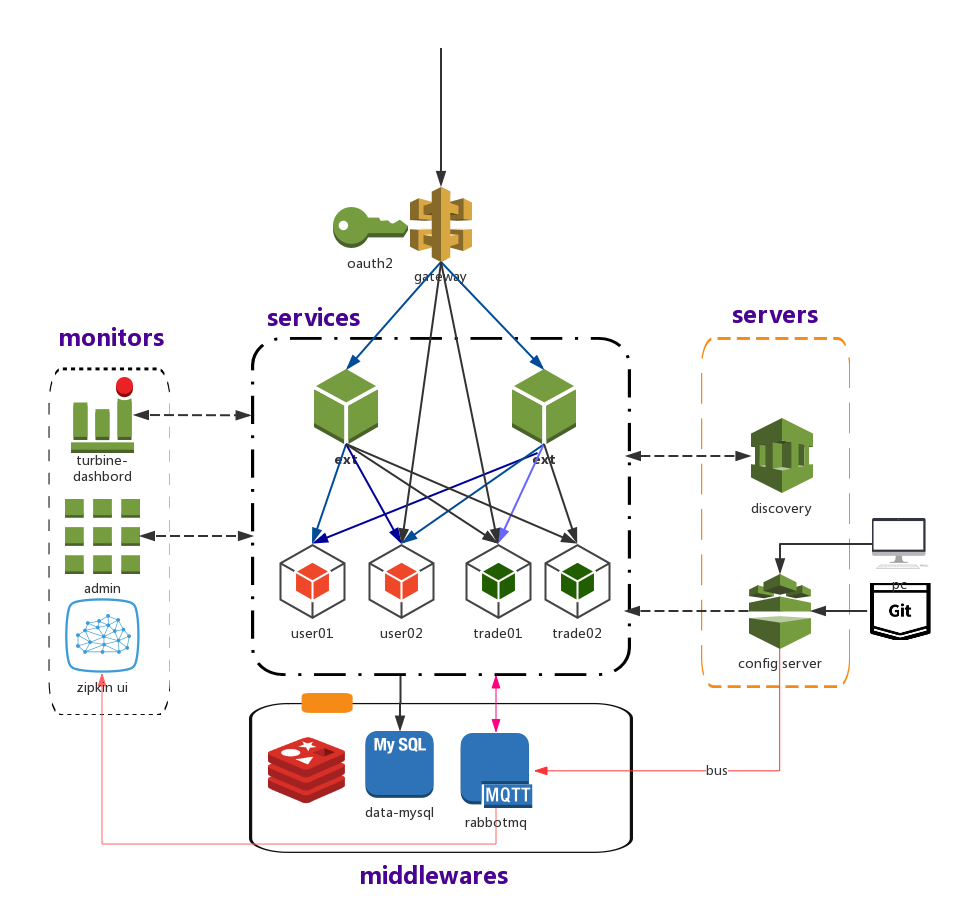 oauth2
gateway
services
servers
monitors
ext
ext
turbine-
dashbord
discovery
admin
pc
Git
user01
user02
trade01
trade02
config server
zipkin ui
My SQL
MQTT
bus
data-mysql
rabbotmq
middlewares